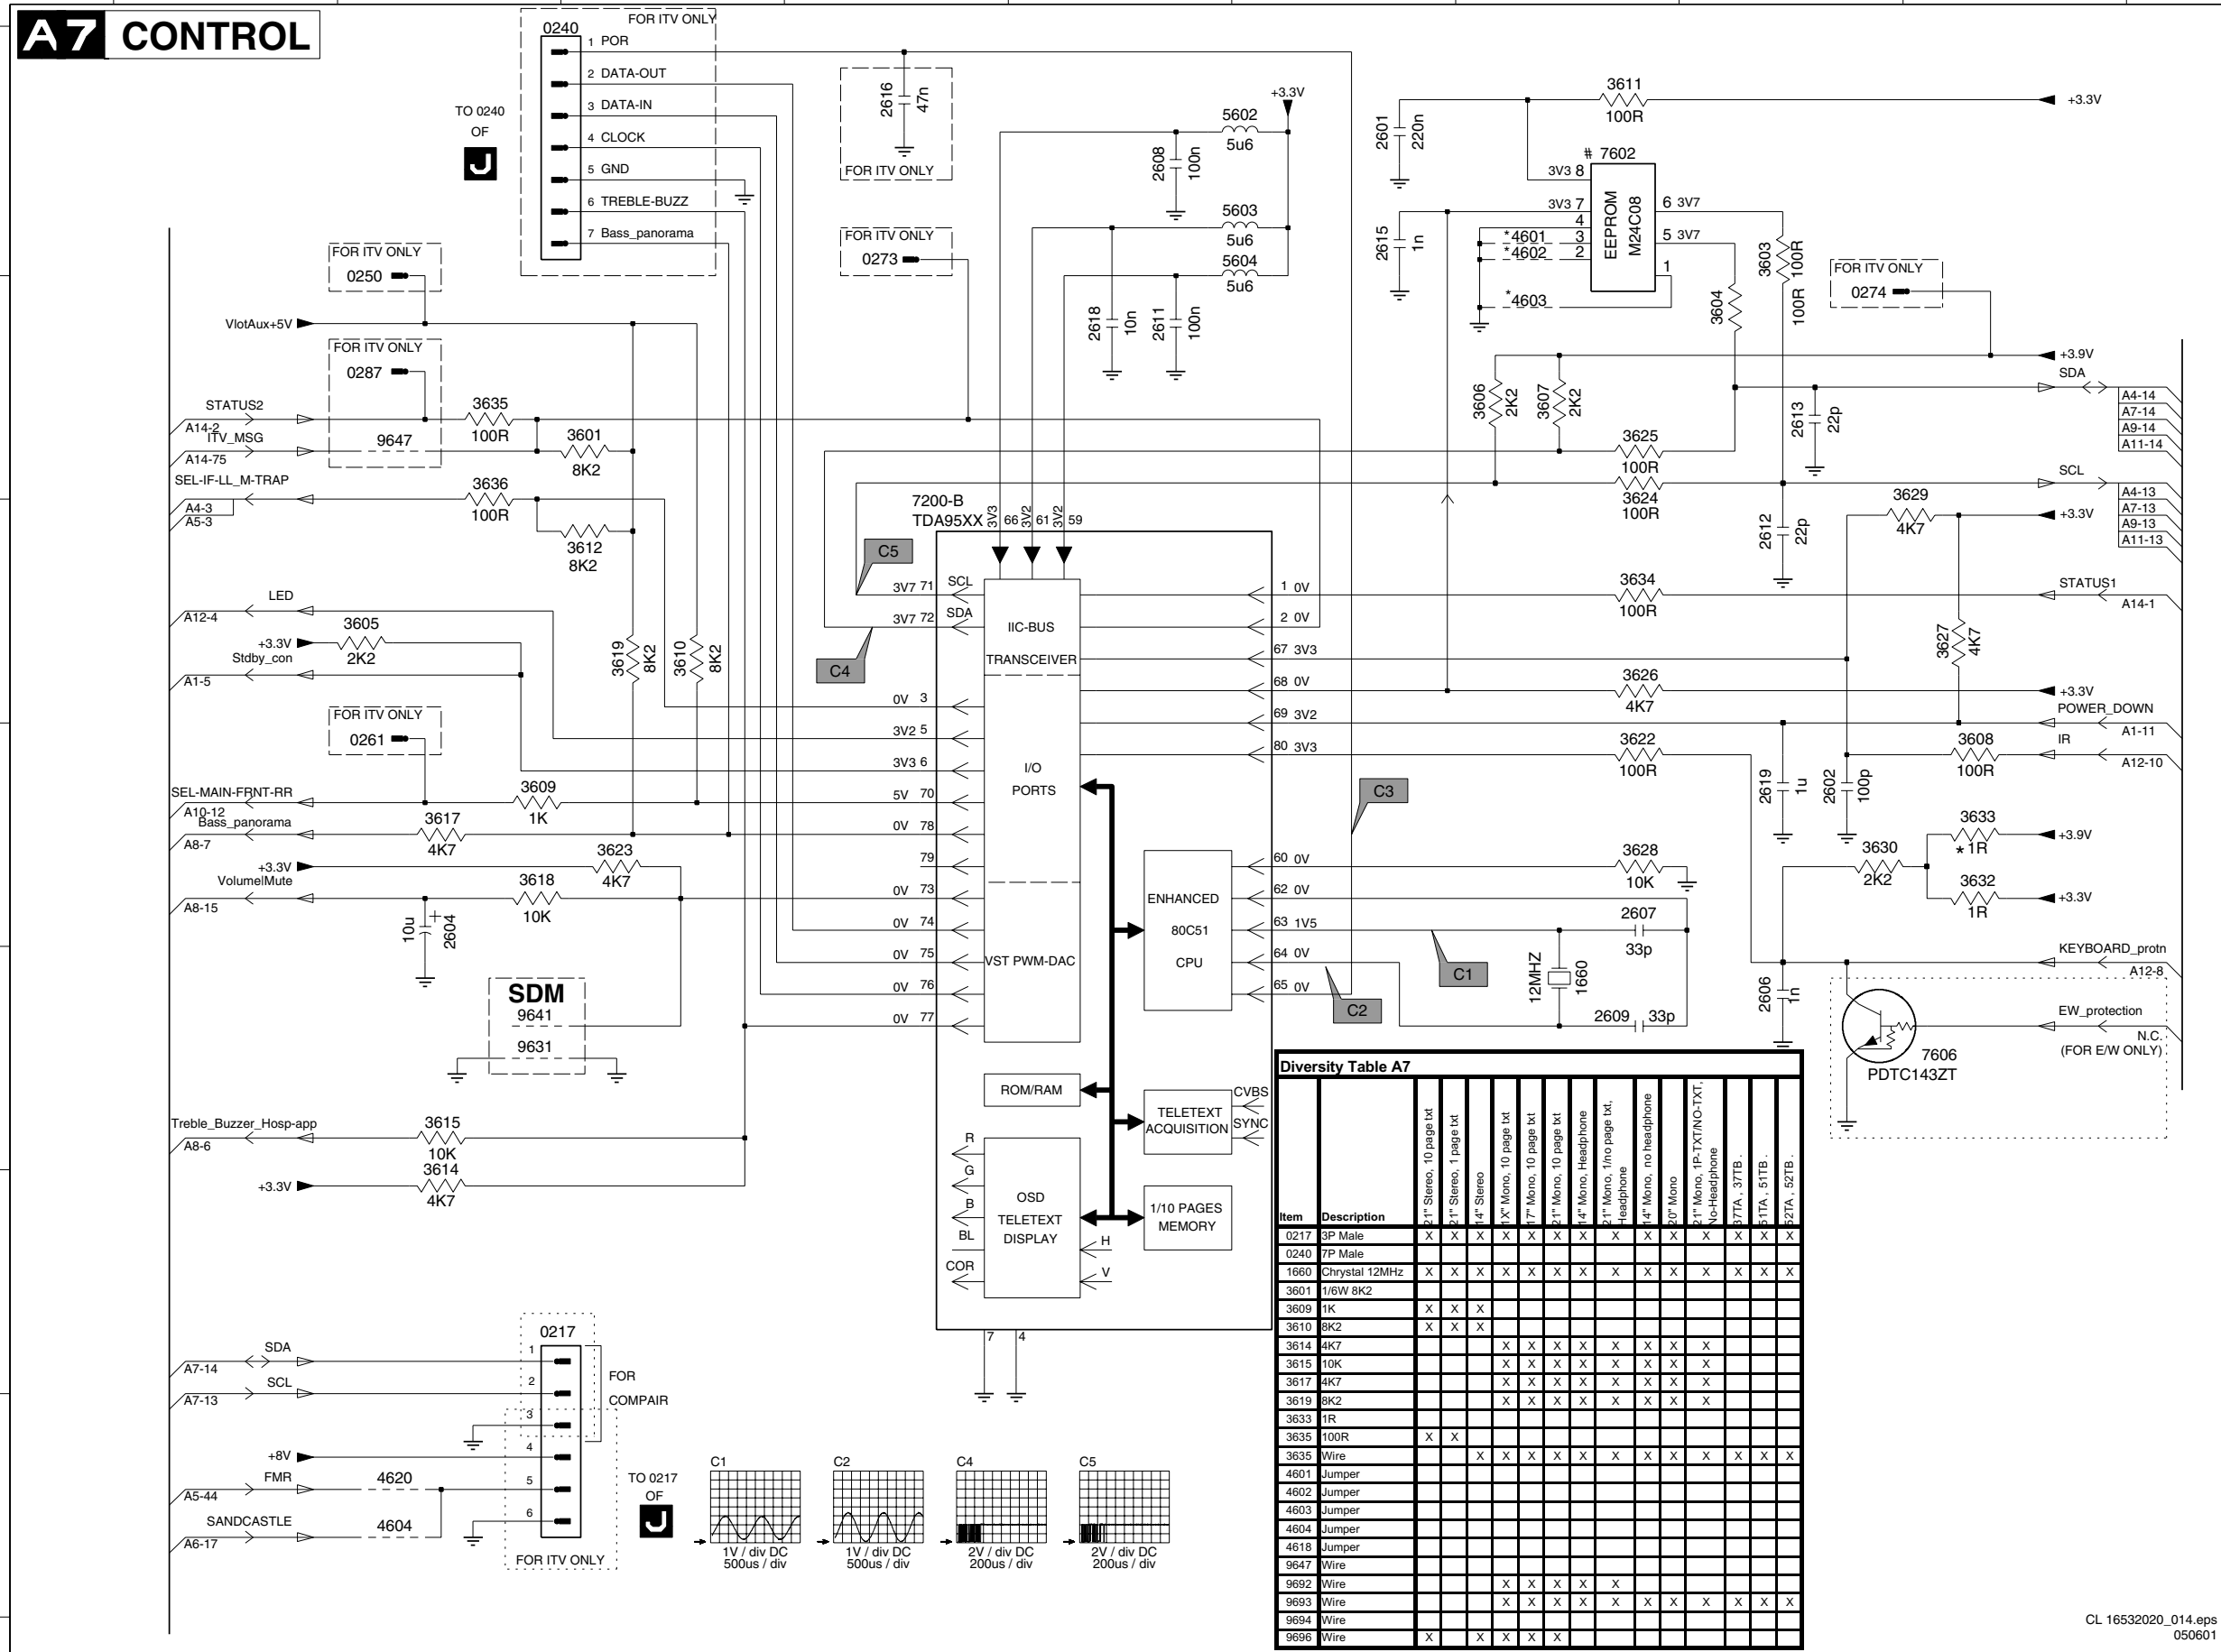 A7 CONTROL
0240
FOR ITV ONLY
1 POR
2 DATA-OUT
3 DATA-IN
4 CLOCK
5 GND
6 TREBLE-BUZZ
7 Bass_panorama
TO 0240
OF
J
2616
47n
FOR ITV ONLY
FOR ITV ONLY
0273
+3.3V
5602
5u6
2608
100n
5603
5u6
5604
5u6
2618
10n
2611
100n
3611
100R
+3.3V
2601
220n
# 7602
3V3 8
3V3 7
4
3
2
1
EEPROM
M24C08
6 3V7
5 3V7
2615
1n
*4601
*4602
*4603
3603
100R
3604
100R
FOR ITV ONLY
0274
+3.9V
SDA
A4-14
A7-14
A9-14
A11-14
3606
2K2
3607
2K2
2613
22p
3625
100R
3624
100R
SCL
A4-13
A7-13
A9-13
A11-13
3629
4K7
+3.3V
2612
22p
FOR ITV ONLY
0250
VlotAux+5V
FOR ITV ONLY
0287
STATUS2
A14-2
3635
100R
ITV_MSG
A14-75
9647
3601
8K2
SEL-IF-LL_M-TRAP
A4-3
A5-3
3636
100R
3612
8K2
LED
A12-4
3605
+3.3V
2K2
Stdby_con
A1-5
3619
8K2
3610
8K2
FOR ITV ONLY
0261
SEL-MAIN-FRNT-RR
A10-12
3609
1K
Bass_panorama
A8-7
3617
4K7
3623
+3.3V
4K7
Volume|Mute
A8-15
3618
10K
10u
2604
SDM
9641
9631
Treble_Buzzer_Hosp-app
A8-6
3615
10K
3614
+3.3V
4K7
7200-B
TDA95XX
3V3 66
3V2 61
3V2 59
C5
C4
3V7 71 SCL
3V7 72 SDA
0V 3
3V2 5
3V3 6
5V 70
0V 78
79
0V 73
0V 74
0V 75
0V 76
0V 77
IIC-BUS
TRANSCEIVER
I/O
PORTS
VST PWM-DAC
ENHANCED
80C51
CPU
ROM/RAM
TELETEXT
ACQUISITION
CVBS
SYNC
R
G
B
BL
COR
OSD
TELETEXT
DISPLAY
H
V
1/10 PAGES
MEMORY
7
4
1 0V
2 0V
67 3V3
68 0V
69 3V2
80 3V3
60 0V
62 0V
63 1V5
64 0V
65 0V
3634
100R
STATUS1
A14-1
3627
4K7
3626
4K7
+3.3V
POWER_DOWN
A1-11
3622
100R
3608
100R
IR
A12-10
C3
2619
1u
2602
100p
3633
*1R
+3.9V
3630
2K2
3632
1R
+3.3V
3628
10K
2607
33p
C1
12MHZ
1660
C2
2609
33p
KEYBOARD_protn
A12-8
2606
1n
EW_protection
N.C.
(FOR E/W ONLY)
7606
PDTC143ZT
0217
SDA
A7-14
1
SCL
A7-13
2
3
FOR
COMPAIR
+8V
4
FMR
A5-44
4620
5
SANDCASTLE
A6-17
4604
6
FOR ITV ONLY
TO 0217
OF
J
C1
1V / div DC
500us / div
C2
1V / div DC
500us / div
C4
2V / div DC
200us / div
C5
2V / div DC
200us / div
Diversity Table A7
Item Description
21" Stereo, 10 page txt
21" Stereo, 1 page txt
14" Stereo
1X" Mono, 10 page txt
17" Mono, 10 page txt
21" Mono, 10 page txt
14" Mono, Headphone
21" Mono, 1/no page txt, Headphone
14" Mono, no headphone
20" Mono
21" Mono, 1P-TXT/NO-TXT, No-Headphone
37TA , 37TB .
51TA , 51TB .
52TA , 52TB .
0217 3P Male X X X X X X X X X X X X X X
0240 7P Male
1660 Chrystal 12MHz X X X X X X X X X X X X X X
3601 1/6W 8K2
3609 1K X X X
3610 8K2 X X X
3614 4K7 X X X X X X X X
3615 10K X X X X X X X X
3617 4K7 X X X X X X X X
3619 8K2 X X X X X X X X
3633 1R
3635 100R X X
3635 Wire X X X X X X X X X X X X
4601 Jumper
4602 Jumper
4603 Jumper
4604 Jumper
4618 Jumper
9647 Wire
9692 Wire X X X X X
9693 Wire X X X X X X X X X X X
9694 Wire
9696 Wire X X X X X
CL 16532020_014.eps
050601